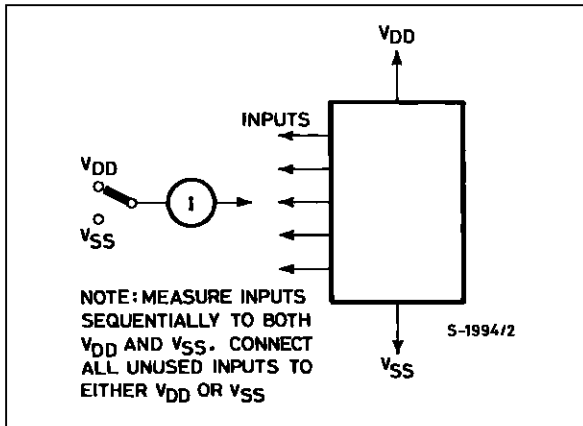 VDD
INPUTS
VDD
i
VSS
NOTE: MEASURE INPUTS
SEQUENTIALLY TO BOTH
VDD AND VSS. CONNECT
ALL UNUSED INPUTS TO
EITHER VDD OR VSS
S-1994/2
VSS